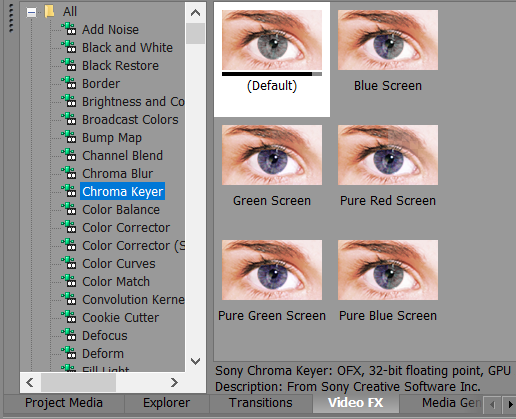 All
Add Noise
Black and White
Black Restore
Border
Brightness and Co
Broadcast Colors
Bump Map
Channel Blend
Chroma Blur
Chroma Keyer
Color Balance
Color Corrector
Color Corrector (S
Color Curves
Color Match
Convolution Kerne
Cookie Cutter
Defocus
Deform
Fill Light
(Default)
Blue Screen
Green Screen
Pure Red Screen
Pure Green Screen
Pure Blue Screen
Sony Chroma Keyer: OFX, 32-bit floating point, GPU
Description: From Sony Creative Software Inc.
Project Media
Explorer
Transitions
Video FX
Media Gen